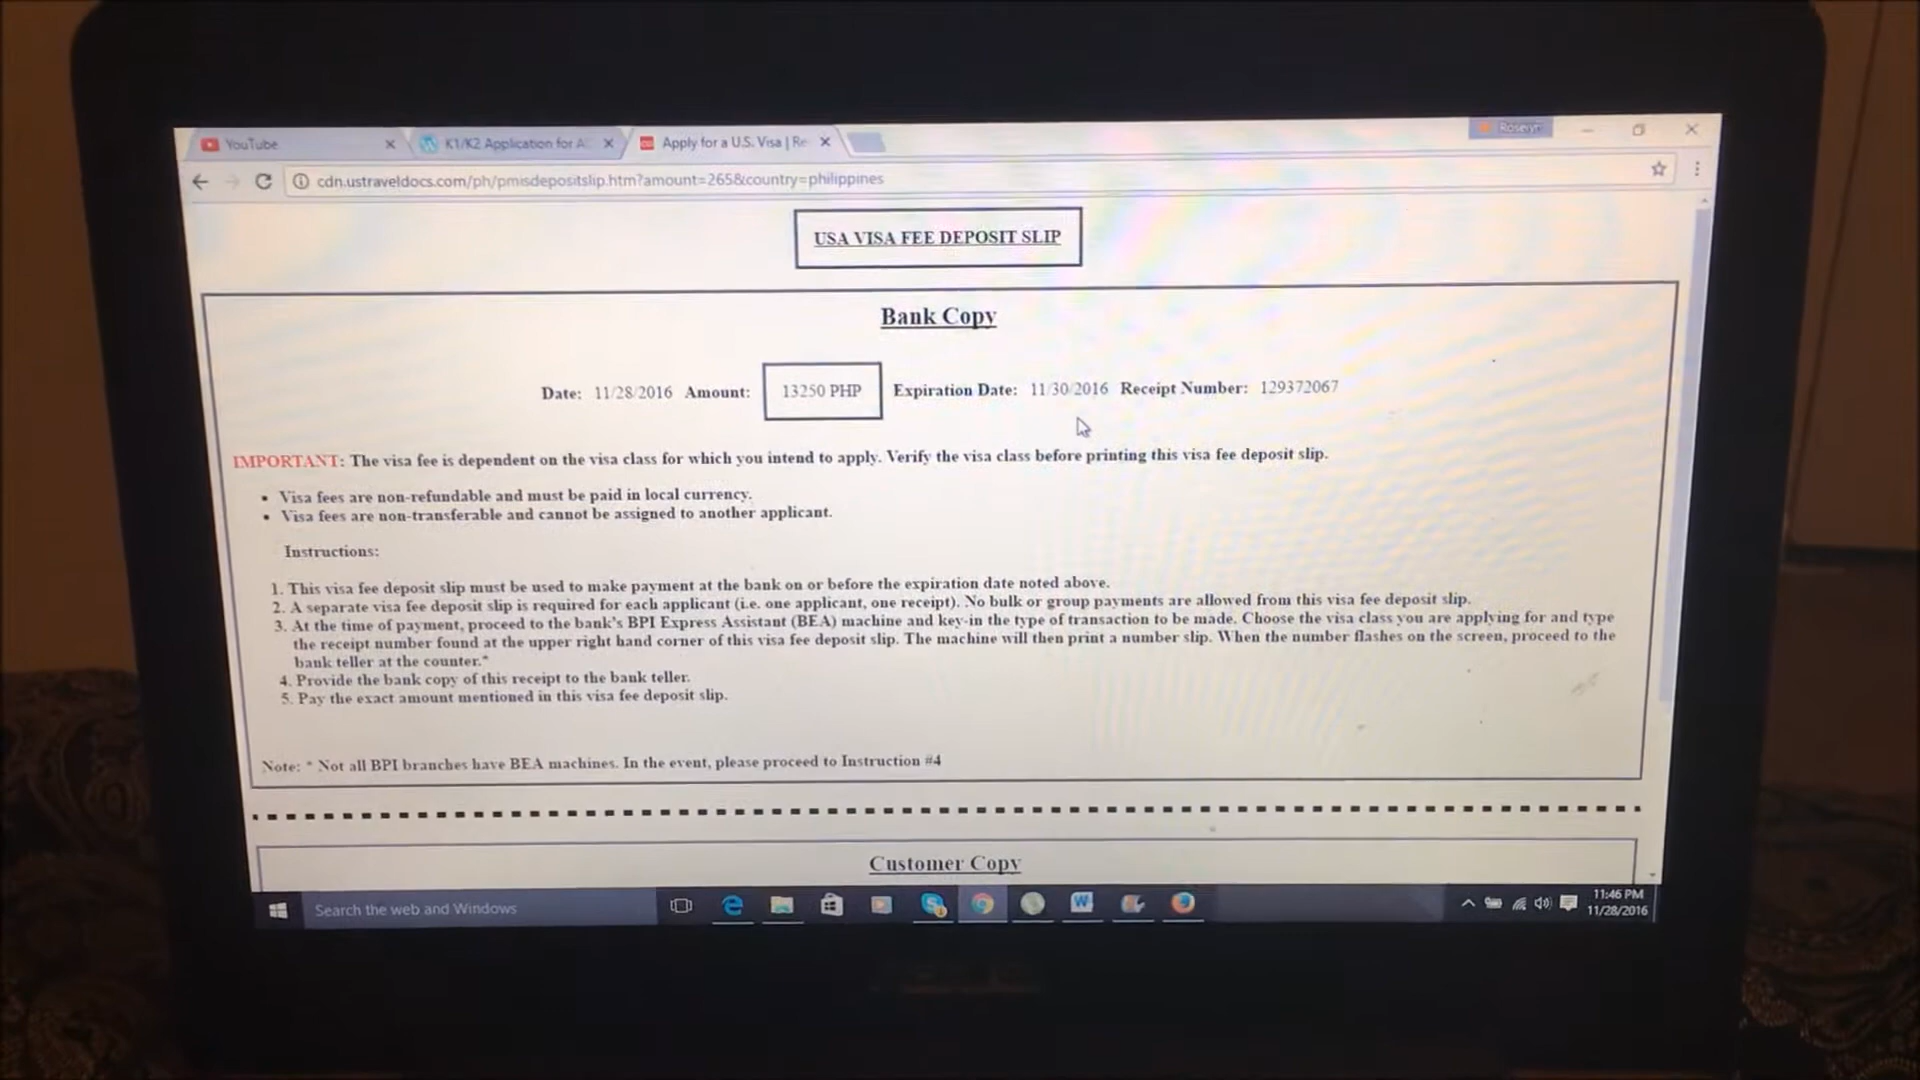 YouTube
K1/K2 Application for A
Apply for a U.S. Visa | Re
Roselyn
cdn.ustraveldocs.com/ph/pmisdepositslip.htm?amount=265&country=philippines
USA VISA FEE DEPOSIT SLIP
Bank Copy
Date: 11/28/2016 Amount: 13250 PHP Expiration Date: 11/30/2016 Receipt Number: 129372067
IMPORTANT: The visa fee is dependent on the visa class for which you intend to apply. Verify the visa class before printing this visa fee deposit slip.
• Visa fees are non-refundable and must be paid in local currency.
• Visa fees are non-transferable and cannot be assigned to another applicant.
Instructions:
1. This visa fee deposit slip must be used to make payment at the bank on or before the expiration date noted above.
2. A separate visa fee deposit slip is required for each applicant (i.e. one applicant, one receipt). No bulk or group payments are allowed from this visa fee deposit slip.
3. At the time of payment, proceed to the bank's BPI Express Assistant (BEA) machine and key-in the type of transaction to be made. Choose the visa class you are applying for and type
the receipt number found at the upper right hand corner of this visa fee deposit slip. The machine will then print a number slip. When the number flashes on the screen, proceed to the
bank teller at the counter.*
4. Provide the bank copy of this receipt to the bank teller.
5. Pay the exact amount mentioned in this visa fee deposit slip.
Note: * Not all BPI branches have BEA machines. In the event, please proceed to Instruction #4
Customer Copy
Search the web and Windows
11:46 PM
11/28/2016